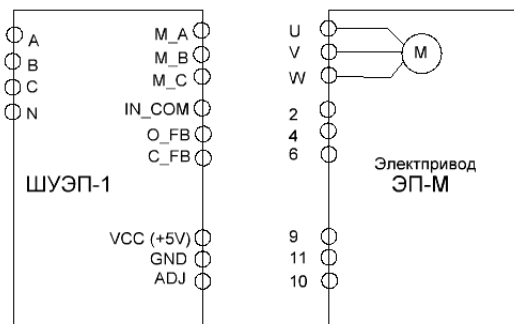 A
B
C
N
ШУЭП-1
M_A
M_B
M_C
IN_COM
O_FB
C_FB
VCC (+5V)
GND
ADJ
U
V
W
M
2
4
6
Электпривод
ЭП-М
9
11
10